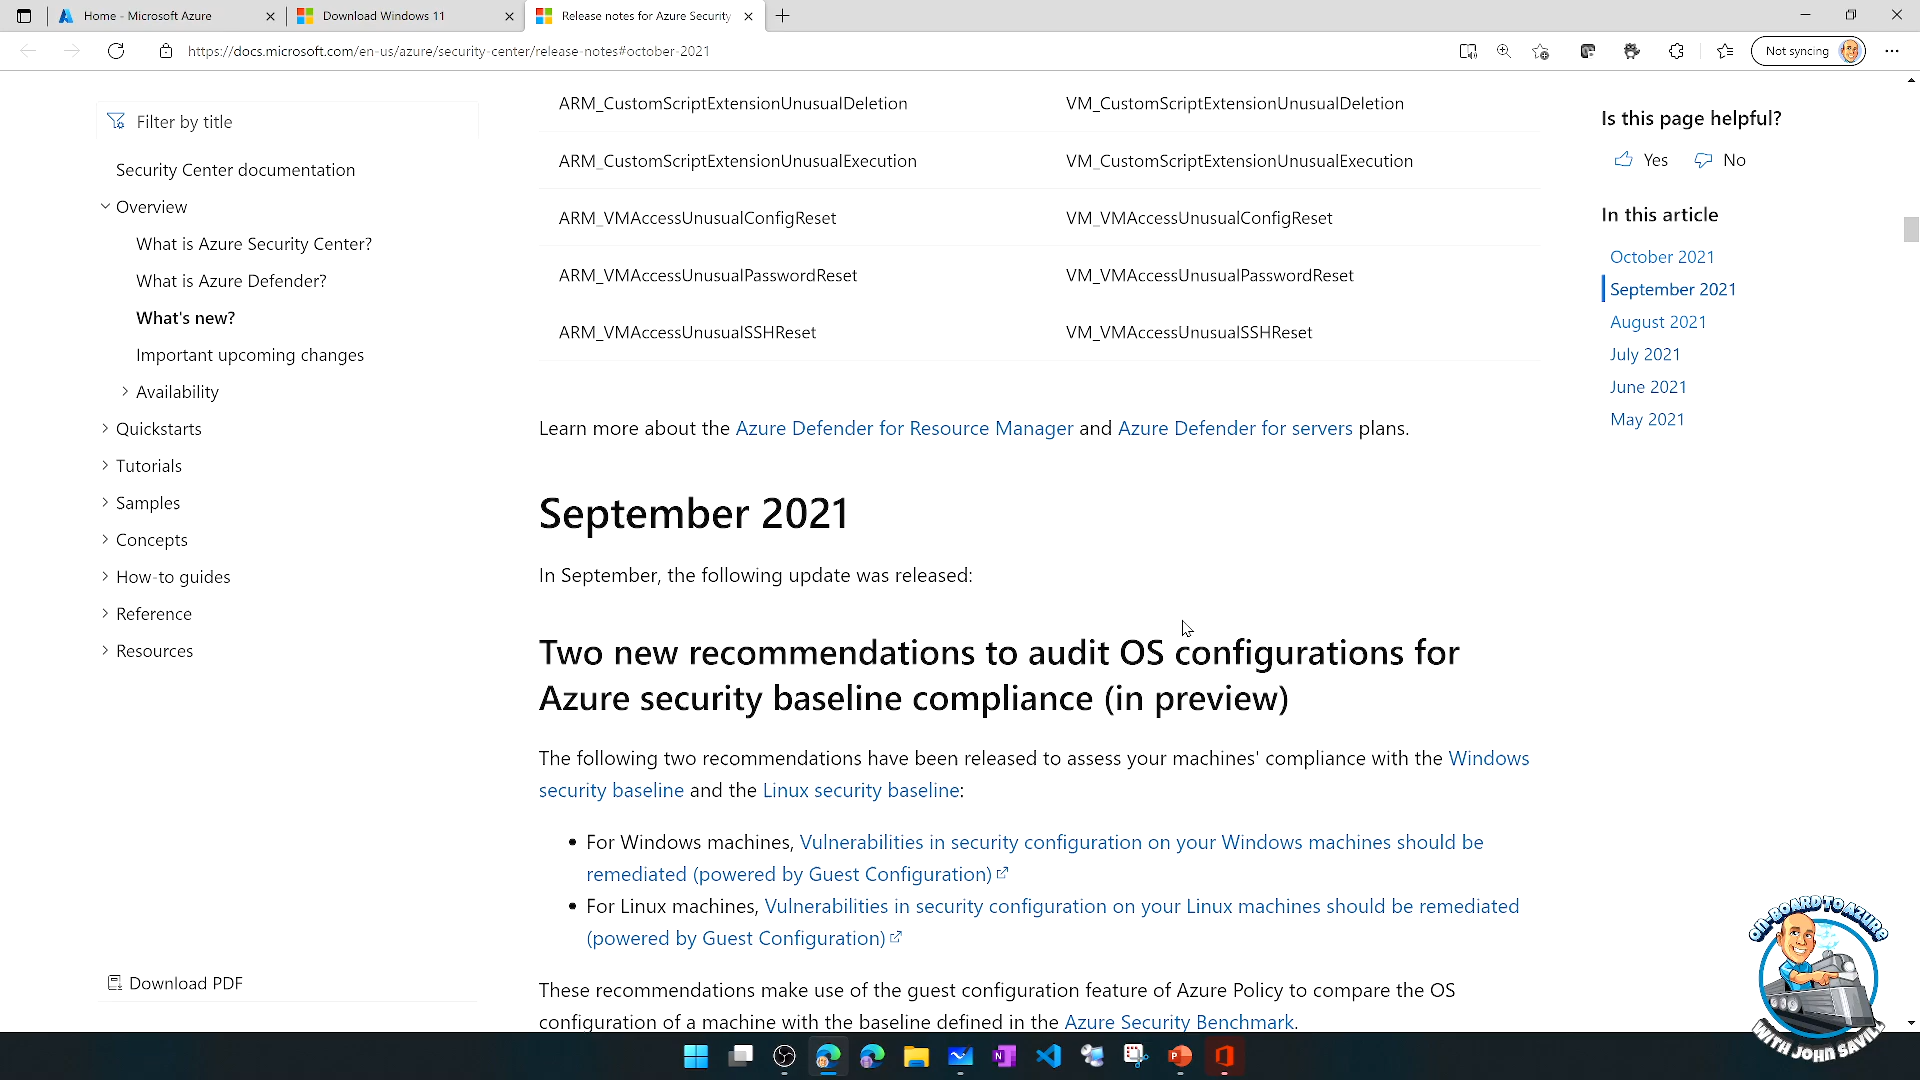 Home - Microsoft Azure
Download Windows 11
Release notes for Azure Security
https://docs.microsoft.com/en-us/azure/security-center/release-notes#october-2021
Not syncing
Filter by title
Security Center documentation
Overview
What is Azure Security Center?
What is Azure Defender?
What's new?
Important upcoming changes
Availability
Quickstarts
Tutorials
Samples
Concepts
How-to guides
Reference
Resources
Download PDF
ARM_CustomScriptExtensionUnusualDeletion VM_CustomScriptExtensionUnusualDeletion
ARM_CustomScriptExtensionUnusualExecution VM_CustomScriptExtensionUnusualExecution
ARM_VMAccessUnusualConfigReset VM_VMAccessUnusualConfigReset
ARM_VMAccessUnusualPasswordReset VM_VMAccessUnusualPasswordReset
ARM_VMAccessUnusualSSHReset VM_VMAccessUnusualSSHReset
Learn more about the Azure Defender for Resource Manager and Azure Defender for servers plans.
September 2021
In September, the following update was released:
Two new recommendations to audit OS configurations for
Azure security baseline compliance (in preview)
The following two recommendations have been released to assess your machines' compliance with the Windows
security baseline and the Linux security baseline:
• For Windows machines, Vulnerabilities in security configuration on your Windows machines should be
remediated (powered by Guest Configuration)
• For Linux machines, Vulnerabilities in security configuration on your Linux machines should be remediated
(powered by Guest Configuration)
These recommendations make use of the guest configuration feature of Azure Policy to compare the OS
configuration of a machine with the baseline defined in the Azure Security Benchmark.
Is this page helpful?
Yes No
In this article
October 2021
September 2021
August 2021
July 2021
June 2021
May 2021
ON-BOARD TO AZURE
WITH JOHN SAVILL